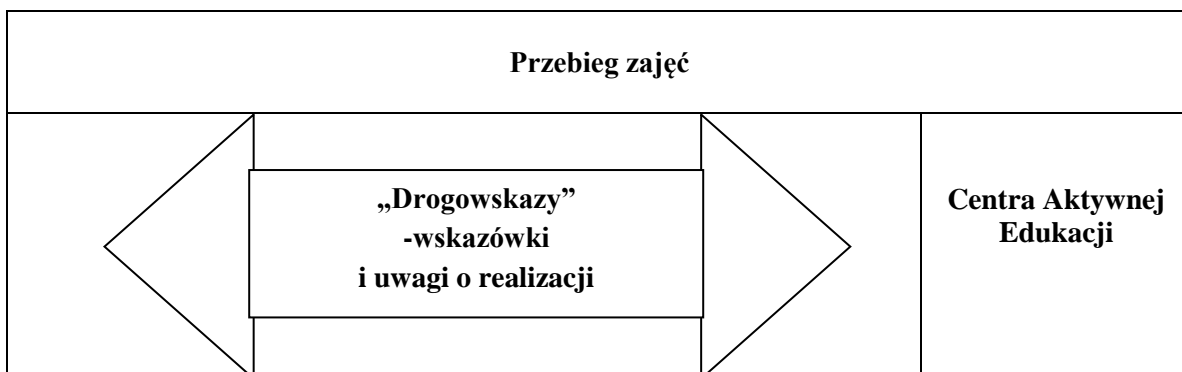 Przebieg zajęć
„Drogowskazy”
-wskazówki
i uwagi o realizacji
Centra Aktywnej
Edukacji